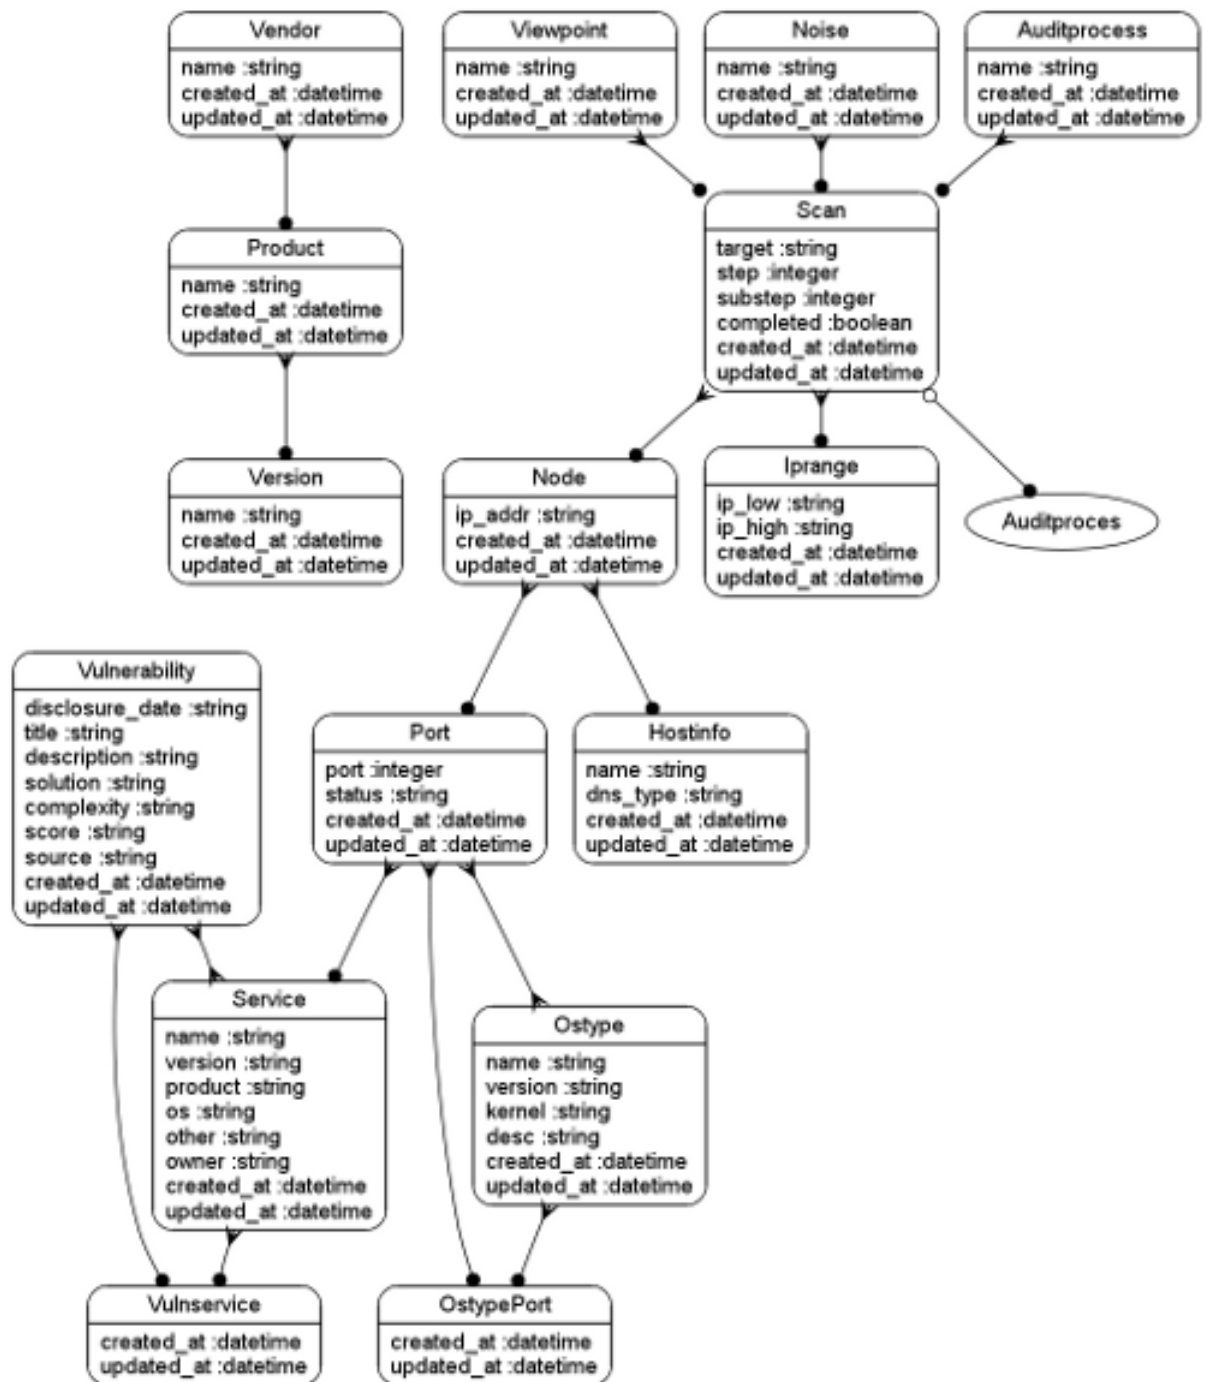 Vendor
name :string
created_at :datetime
updated_at :datetime
Viewpoint
name :string
created_at :datetime
updated_at :datetime
Noise
name :string
created_at :datetime
updated_at :datetime
Auditprocess
name :string
created_at :datetime
updated_at :datetime
Product
name :string
created_at :datetime
updated_at :datetime
Scan
target :string
step :integer
substep :integer
completed :boolean
created_at :datetime
updated_at :datetime
Version
name :string
created_at :datetime
updated_at :datetime
Node
ip_addr :string
created_at :datetime
updated_at :datetime
Iprange
ip_low :string
ip_high :string
created_at :datetime
updated_at :datetime
Auditproces
Vulnerability
disclosure_date :string
title :string
description :string
solution :string
complexity :string
score :string
source :string
created_at :datetime
updated_at :datetime
Port
port :integer
status :string
created_at :datetime
updated_at :datetime
Hostinfo
name :string
dns_type :string
created_at :datetime
updated_at :datetime
Service
name :string
version :string
product :string
os :string
other :string
owner :string
created_at :datetime
updated_at :datetime
Ostype
name :string
version :string
kernel :string
desc :string
created_at :datetime
updated_at :datetime
Vulnservice
created_at :datetime
updated_at :datetime
OstypePort
created_at :datetime
updated_at :datetime